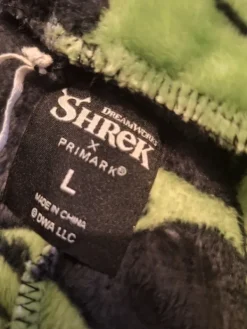 DREAMWORKS
SHREK
X
PRIMARK®
L
MADE IN CHINA
© DWA LLC